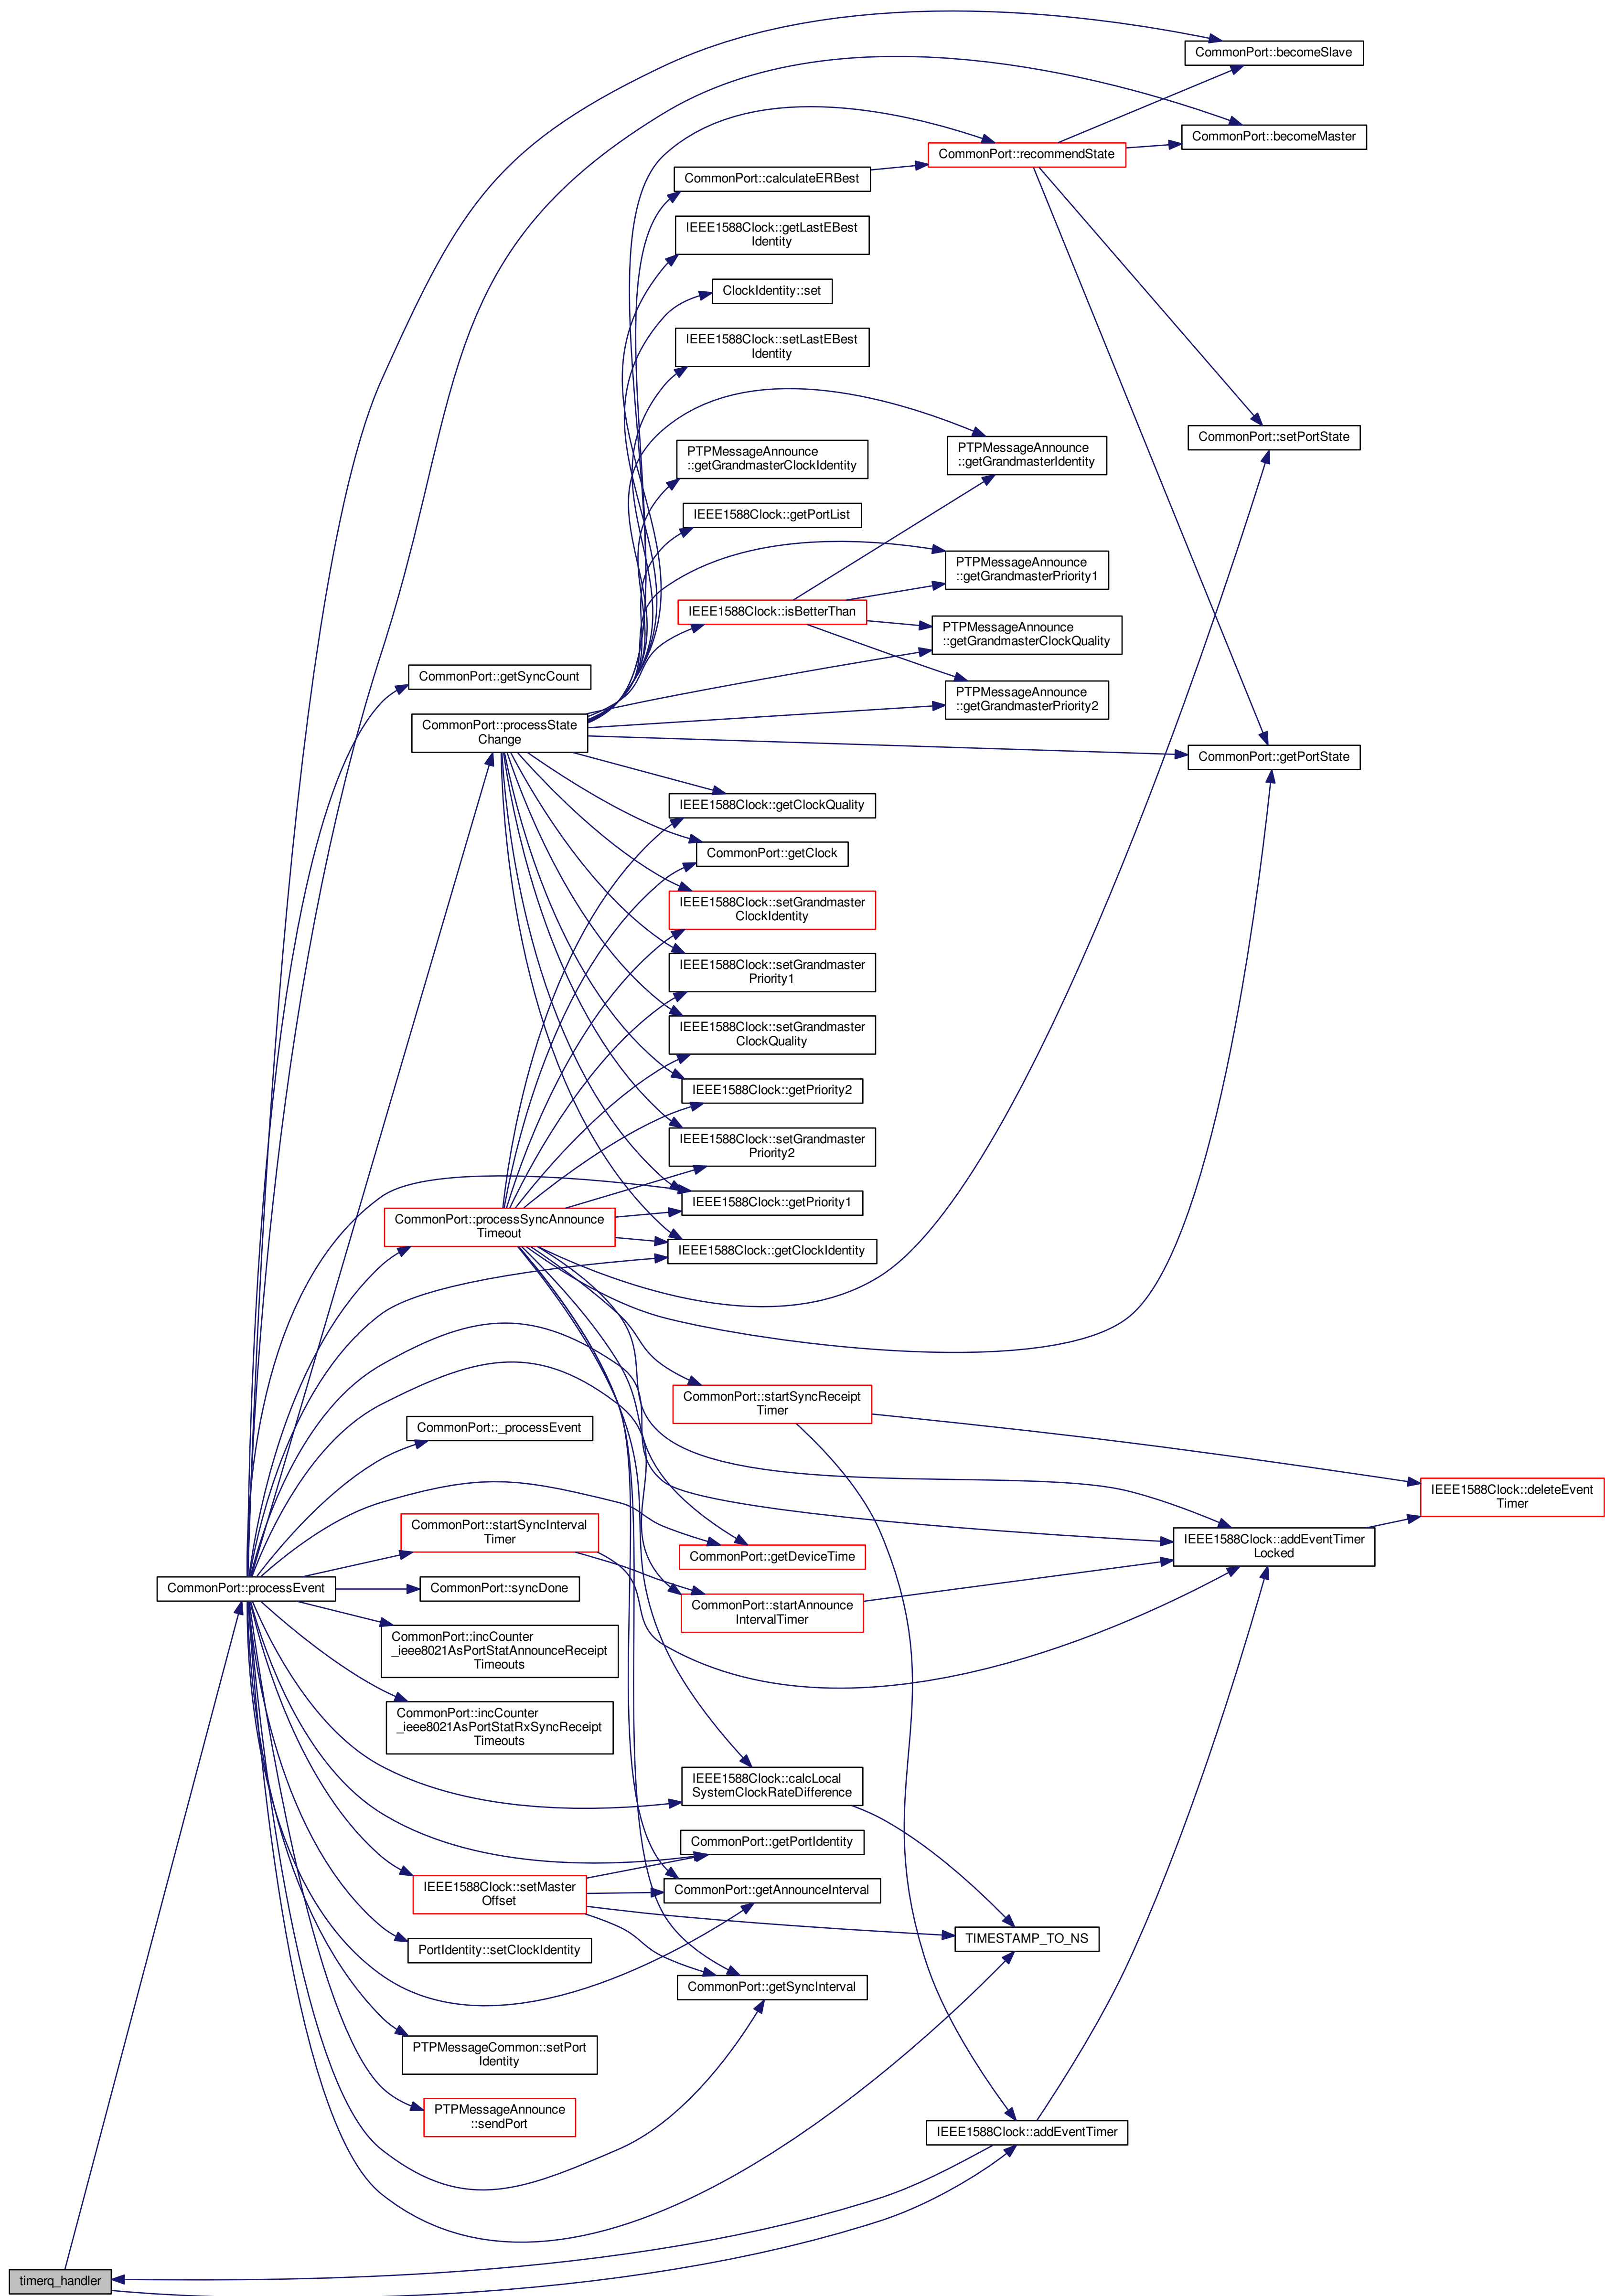 CommonPort::becomeSlave
CommonPort::becomeMaster
CommonPort::recommendState
CommonPort::calculateERBest
IEEE1588Clock::getLastEBest
Identity
ClockIdentity::set
IEEE1588Clock::setLastEBest
Identity
CommonPort::setPortState
PTPMessageAnnounce
::getGrandmasterIdentity
PTPMessageAnnounce
::getGrandmasterClockIdentity
IEEE1588Clock::getPortList
PTPMessageAnnounce
::getGrandmasterPriority1
IEEE1588Clock::isBetterThan
PTPMessageAnnounce
::getGrandmasterClockQuality
CommonPort::getSyncCount
PTPMessageAnnounce
::getGrandmasterPriority2
CommonPort::processState
Change
CommonPort::getPortState
IEEE1588Clock::getClockQuality
CommonPort::getClock
IEEE1588Clock::setGrandmaster
ClockIdentity
IEEE1588Clock::setGrandmaster
Priority1
IEEE1588Clock::setGrandmaster
ClockQuality
IEEE1588Clock::getPriority2
IEEE1588Clock::setGrandmaster
Priority2
IEEE1588Clock::getPriority1
CommonPort::processSyncAnnounce
Timeout
IEEE1588Clock::getClockIdentity
CommonPort::startSyncReceipt
Timer
CommonPort::_processEvent
IEEE1588Clock::deleteEvent
Timer
CommonPort::startSyncInterval
Timer
IEEE1588Clock::addEventTimer
Locked
CommonPort::getDeviceTime
CommonPort::processEvent
CommonPort::syncDone
CommonPort::startAnnounce
IntervalTimer
CommonPort::incCounter
_ieee8021AsPortStatAnnounceReceipt
Timeouts
CommonPort::incCounter
_ieee8021AsPortStatRxSyncReceipt
Timeouts
IEEE1588Clock::calcLocal
SystemClockRateDifference
CommonPort::getPortIdentity
IEEE1588Clock::setMaster
Offset
CommonPort::getAnnounceInterval
TIMESTAMP_TO_NS
PortIdentity::setClockIdentity
CommonPort::getSyncInterval
PTPMessageCommon::setPort
Identity
PTPMessageAnnounce
::sendPort
IEEE1588Clock::addEventTimer
timerq_handler